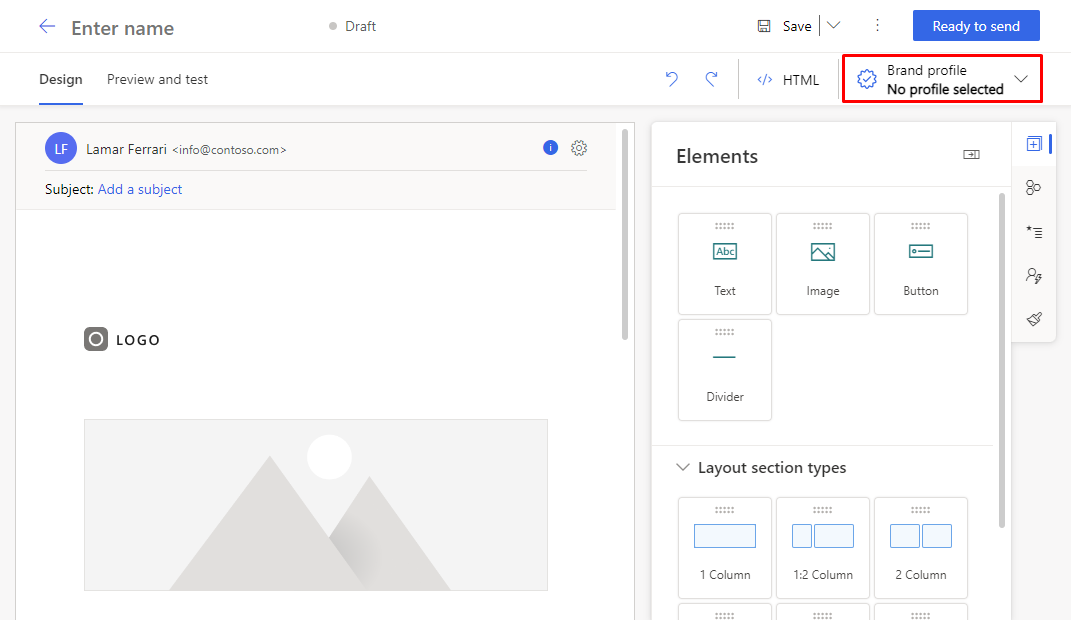 Enter name
Draft
Save
Ready to send
Design
Preview and test
</> HTML
Brand profile
No profile selected
LF
Lamar Ferrari <info@contoso.com>
i
Subject: Add a subject
LOGO
Elements
Abc
Text
Image
Button
Divider
Layout section types
1 Column
1:2 Column
2 Column